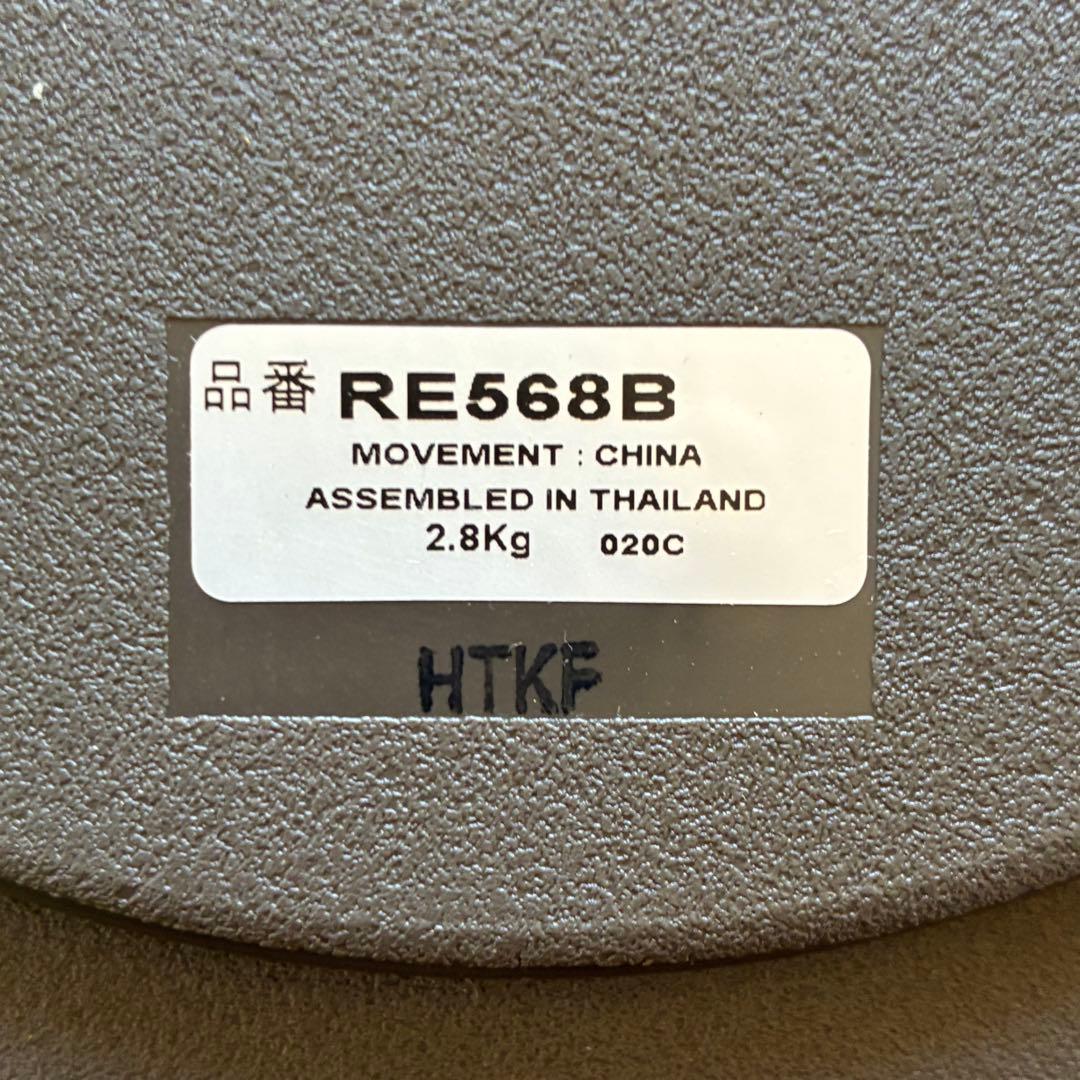 品番 RE568B
MOVEMENT : CHINA
ASSEMBLED IN THAILAND
2.8Kg 020C
HTKF